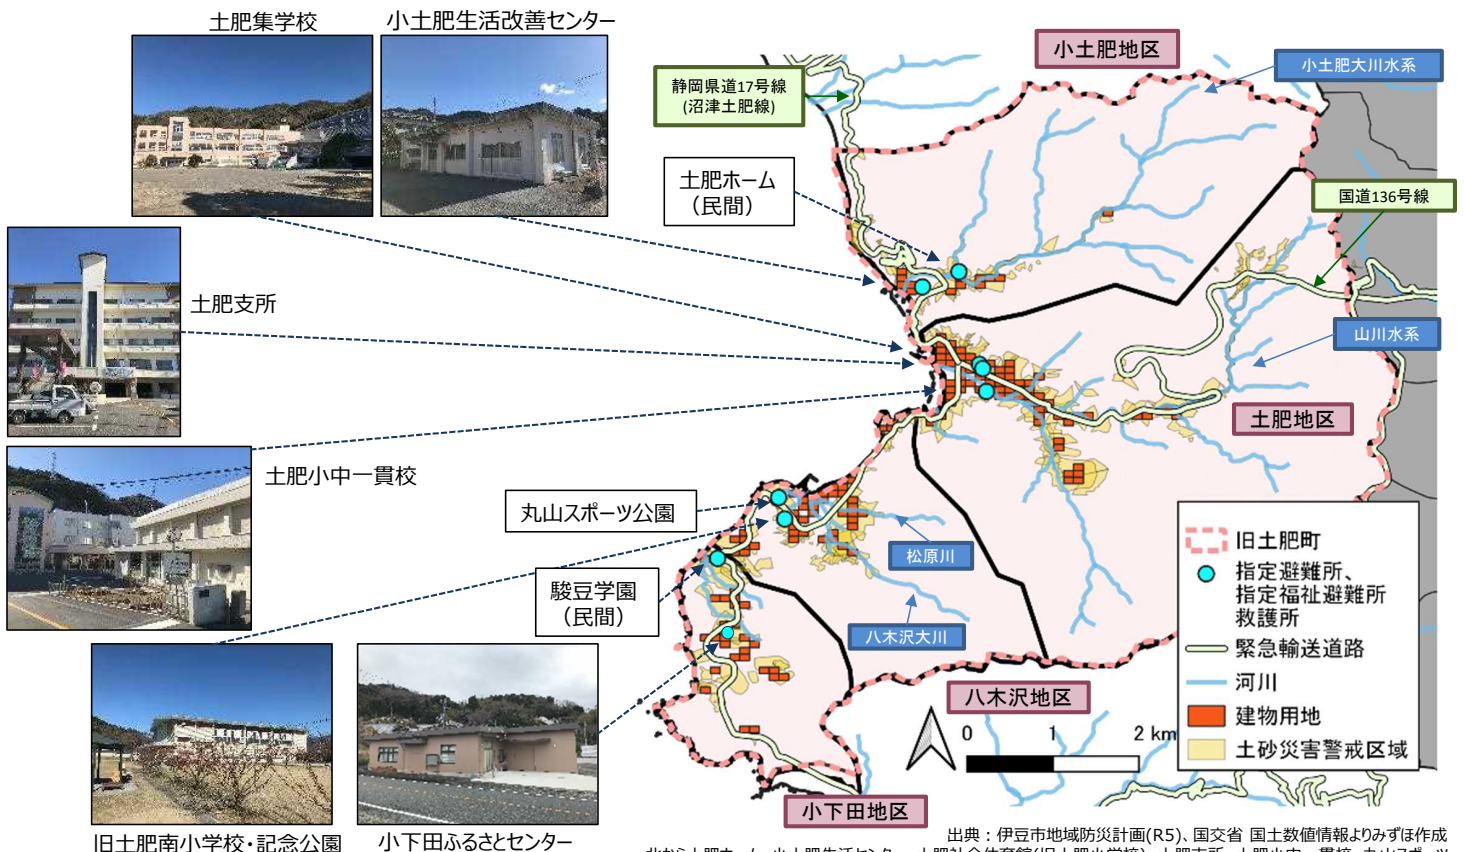 土肥集学校
小土肥生活改善センター
小土肥地区
小土肥大川水系
静岡県道17号線
(沼津土肥線)
土肥ホーム
（民間）
国道136号線
土肥支所
山川水系
土肥地区
土肥小中一貫校
丸山スポーツ公園
松原川
駿豆学園
（民間）
八木沢大川
旧土肥町
指定避難所、
指定福祉避難所
救護所
緊急輸送道路
河川
建物用地
土砂災害警戒区域
八木沢地区
0 1 2 km
小下田地区
旧土肥南小学校・記念公園
小下田ふるさとセンター
出典：伊豆市地域防災計画(R5)、国交省 国土数値情報よりみずほ作成